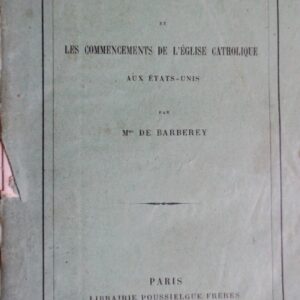 ET
LES COMMENCEMENTS DE L'ÉGLISE CATHOLIQUE
AUX ÉTATS-UNIS
PAR
Mme DE BARBEREY
PARIS
LIBRAIRIE POUSSIELGUE FRÈRES